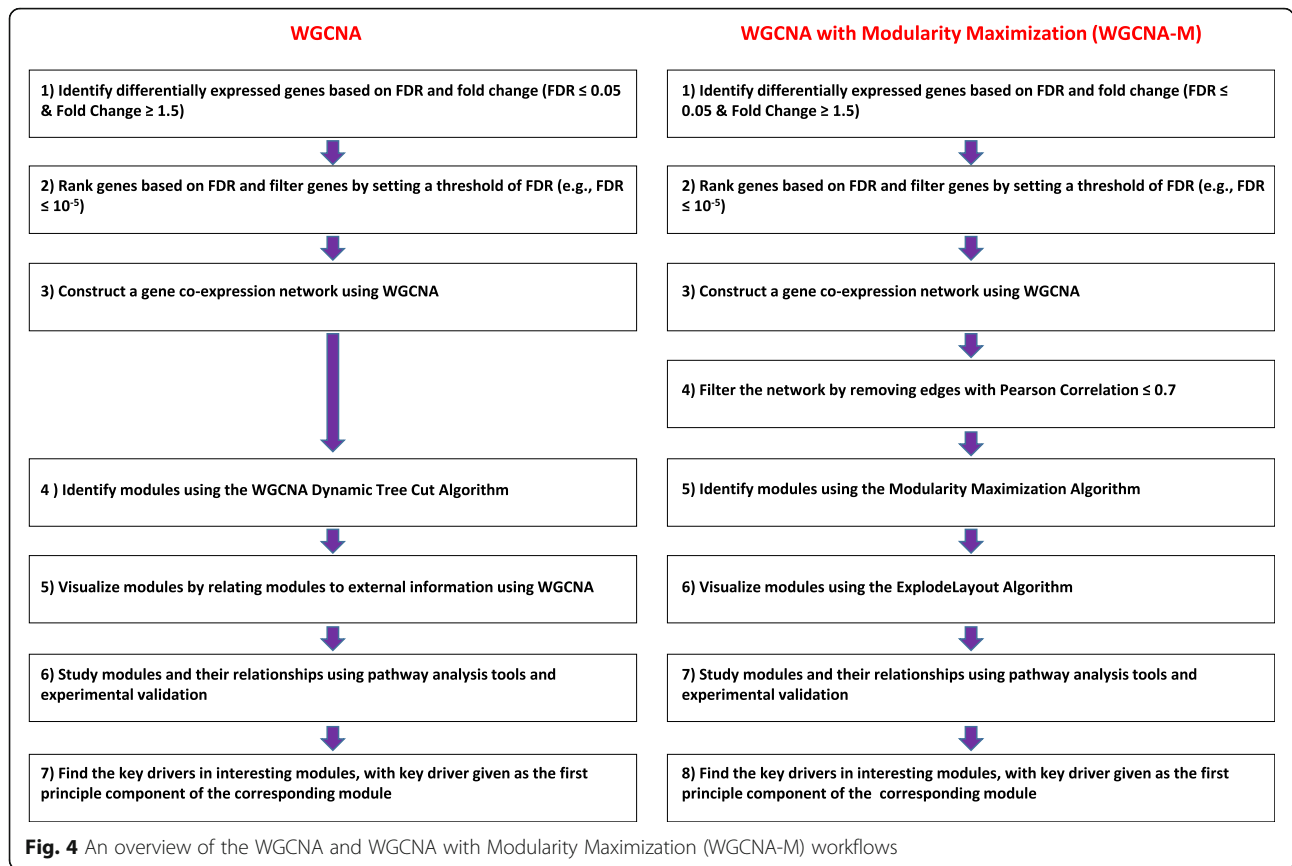 WGCNA
1) Identify differentially expressed genes based on FDR and fold change (FDR ≤ 0.05
& Fold Change ≥ 1.5)
2) Rank genes based on FDR and filter genes by setting a threshold of FDR (e.g., FDR
≤ 10⁻⁵)
3) Construct a gene co-expression network using WGCNA
4 ) Identify modules using the WGCNA Dynamic Tree Cut Algorithm
5) Visualize modules by relating modules to external information using WGCNA
6) Study modules and their relationships using pathway analysis tools and
experimental validation
7) Find the key drivers in interesting modules, with key driver given as the first
principle component of the corresponding module
WGCNA with Modularity Maximization (WGCNA-M)
1) Identify differentially expressed genes based on FDR and fold change (FDR ≤
0.05 & Fold Change ≥ 1.5)
2) Rank genes based on FDR and filter genes by setting a threshold of FDR (e.g., FDR
≤ 10⁻⁵)
3) Construct a gene co-expression network using WGCNA
4) Filter the network by removing edges with Pearson Correlation ≤ 0.7
5) Identify modules using the Modularity Maximization Algorithm
6) Visualize modules using the ExplodeLayout Algorithm
7) Study modules and their relationships using pathway analysis tools and
experimental validation
8) Find the key drivers in interesting modules, with key driver given as the first
principle component of the corresponding module
Fig. 4 An overview of the WGCNA and WGCNA with Modularity Maximization (WGCNA-M) workflows